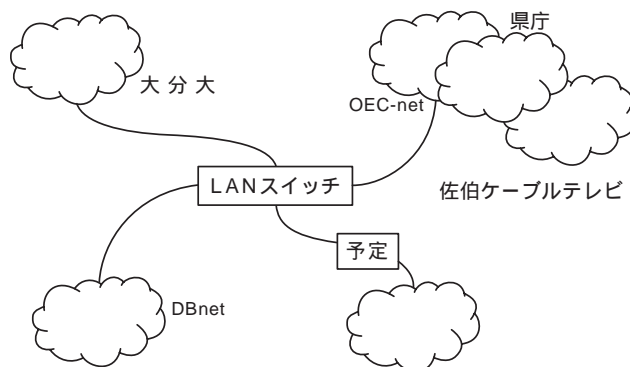 県庁
大分大
OEC-net
LANスイッチ
佐伯ケーブルテレビ
予定
DBnet